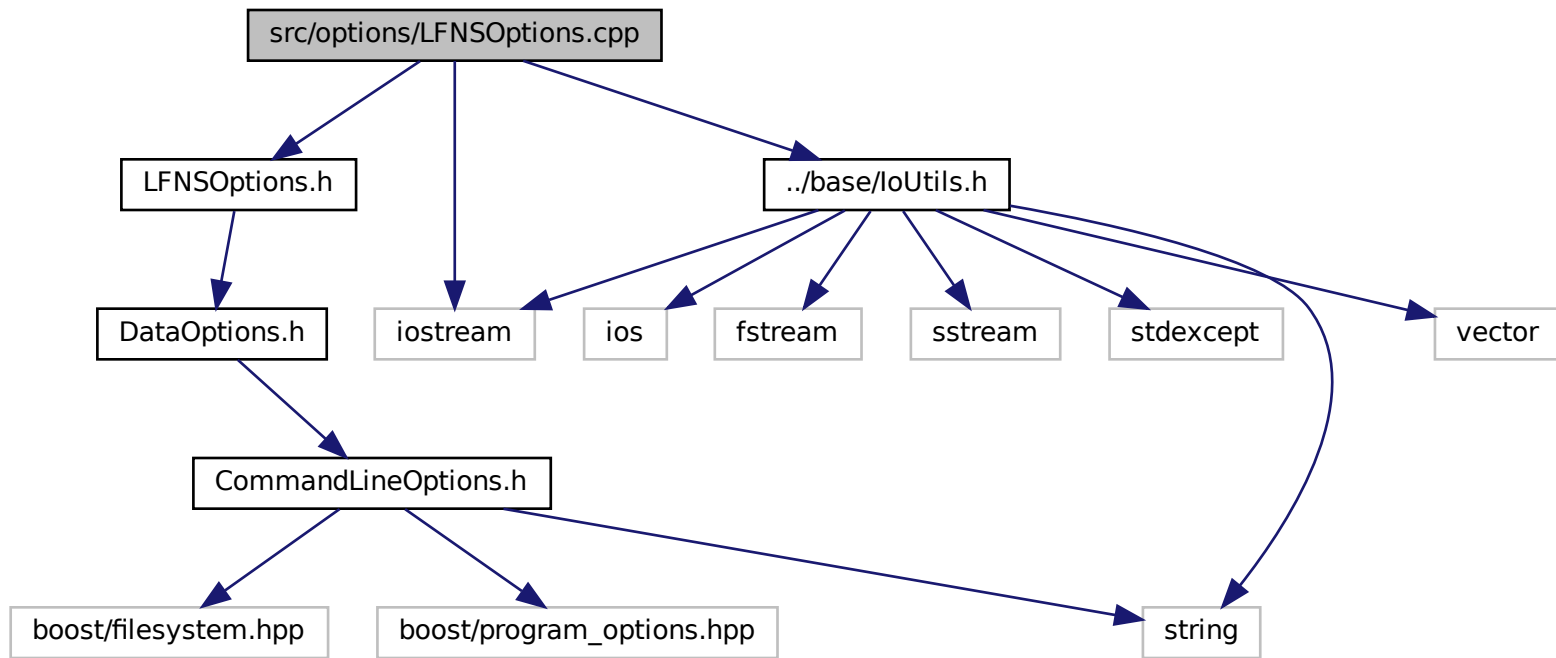 src/options/LFNSOptions.cpp
LFNSOptions.h
../base/IoUtils.h
DataOptions.h
iostream
ios
fstream
sstream
stdexcept
vector
CommandLineOptions.h
boost/filesystem.hpp
boost/program_options.hpp
string